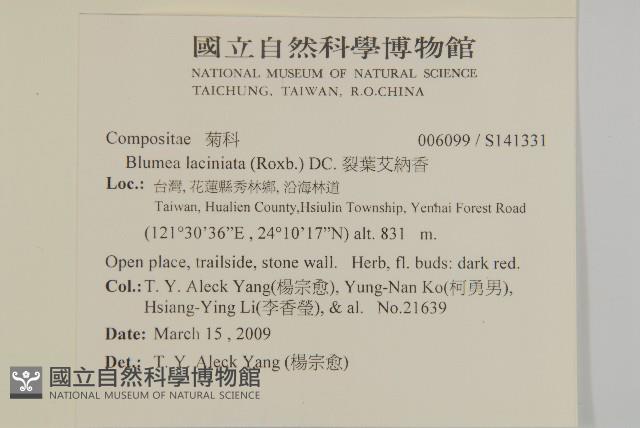 國立自然科學博物館
NATIONAL MUSEUM OF NATURAL SCIENCE
TAICHUNG, TAIWAN, R.O.CHINA
Compositae 菊科 006099 / S141331
Blumea laciniata (Roxb.) DC. 裂葉艾納香
Loc.: 台灣, 花蓮縣秀林鄉, 沿海林道
Taiwan, Hualien County,Hsiulin Township, Yenhai Forest Road
(121°30'36”E , 24°10'17”N) alt. 831 m.
Open place, trailside, stone wall. Herb, fl. buds: dark red.
Col.: T. Y. Aleck Yang(楊宗愈), Yung-Nan Ko(柯勇男),
Hsiang-Ying Li(李香瑩), & al. No.21639
Date: March 15 , 2009
Det.: T. Y. Aleck Yang (楊宗愈)
國立自然科學博物館
NATIONAL MUSEUM OF NATURAL SCIENCE